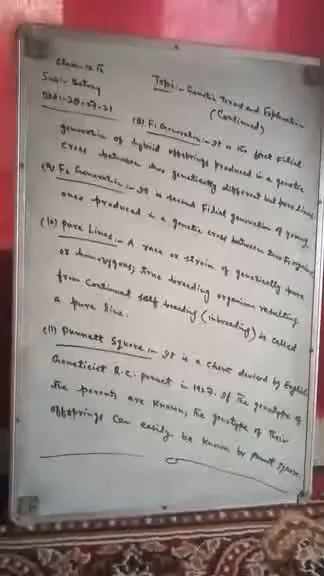 Class:- 12 th
Sub:- Botany
Date:- 28-07-21
Topic:- Genetic Terms and Explanation
(Continued)
(8) F1 Generation:- It is the first Filial
generation of hybrid offsprings produced in a genetic
cross between two genetically different but pure lines.
(9) F2 Generation:- It is second Filial generation of young
ones produced in a genetic cross between two F1 organisms.
(10) Pure Lines:- A race or strain of genetically pure
or homozygous, true breeding organism resulting
from continued self breeding (inbreeding) is called
a pure line.
(11) Punnett Square:- It is a chart devised by English
Geneticist R.C. punnet in 1927. If the genotype of
the parents are known, the genotype of their
offsprings can easily be known by punnet square.